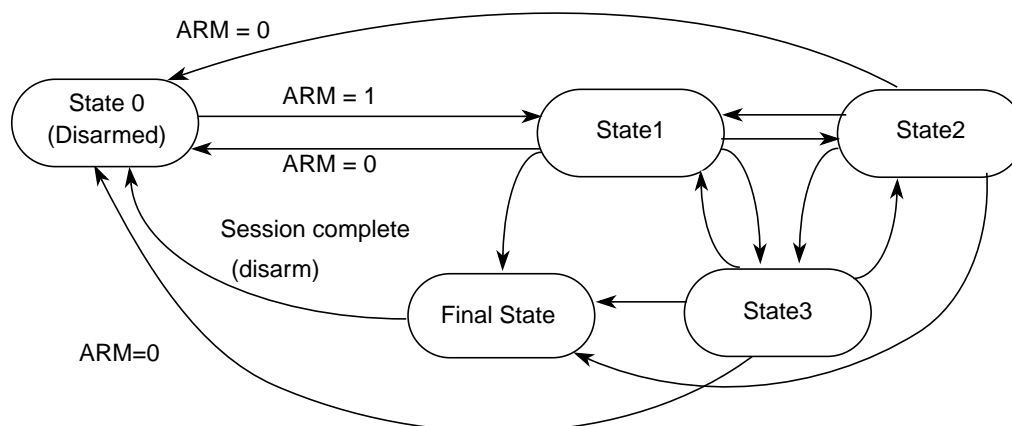 ARM = 0
State 0
(Disarmed)
ARM = 1
State1
State2
ARM = 0
Session complete
(disarm)
Final State
State3
ARM=0